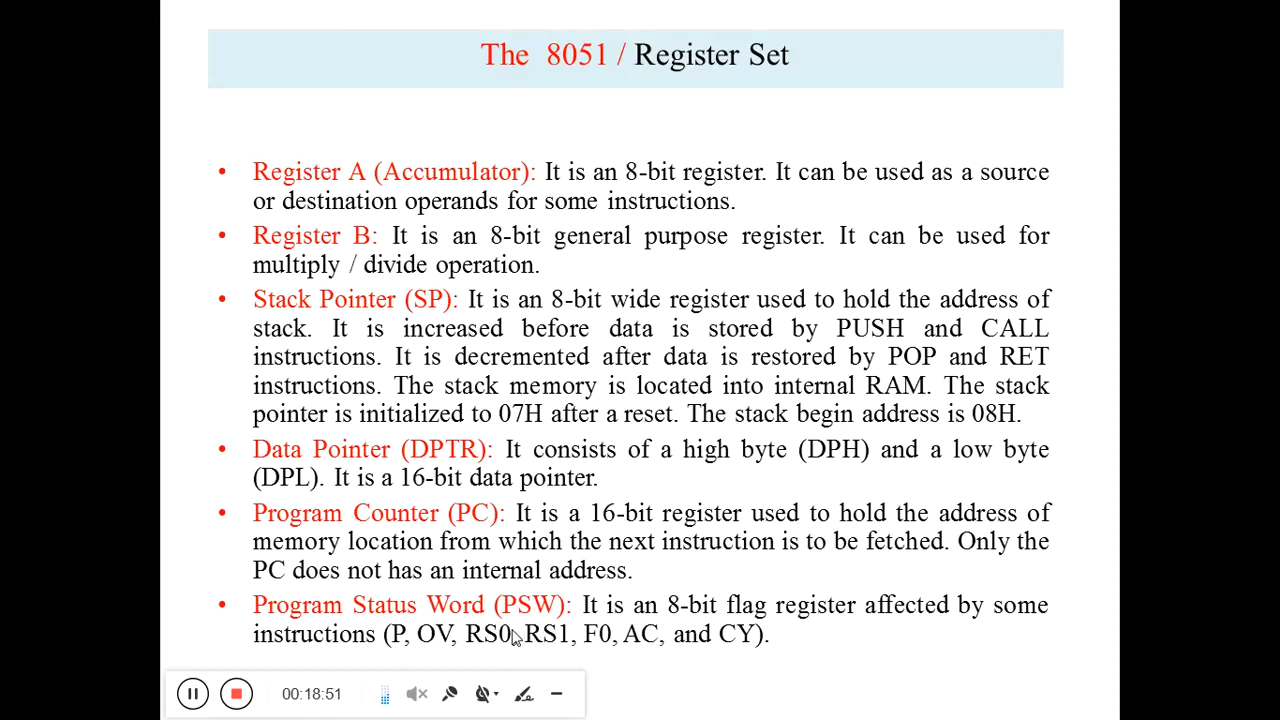 The 8051 / Register Set
• Register A (Accumulator): It is an 8-bit register. It can be used as a source
or destination operands for some instructions.
• Register B: It is an 8-bit general purpose register. It can be used for
multiply / divide operation.
• Stack Pointer (SP): It is an 8-bit wide register used to hold the address of
stack. It is increased before data is stored by PUSH and CALL
instructions. It is decremented after data is restored by POP and RET
instructions. The stack memory is located into internal RAM. The stack
pointer is initialized to 07H after a reset. The stack begin address is 08H.
• Data Pointer (DPTR): It consists of a high byte (DPH) and a low byte
(DPL). It is a 16-bit data pointer.
• Program Counter (PC): It is a 16-bit register used to hold the address of
memory location from which the next instruction is to be fetched. Only the
PC does not has an internal address.
• Program Status Word (PSW): It is an 8-bit flag register affected by some
instructions (P, OV, RS0, RS1, F0, AC, and CY).
00:18:51